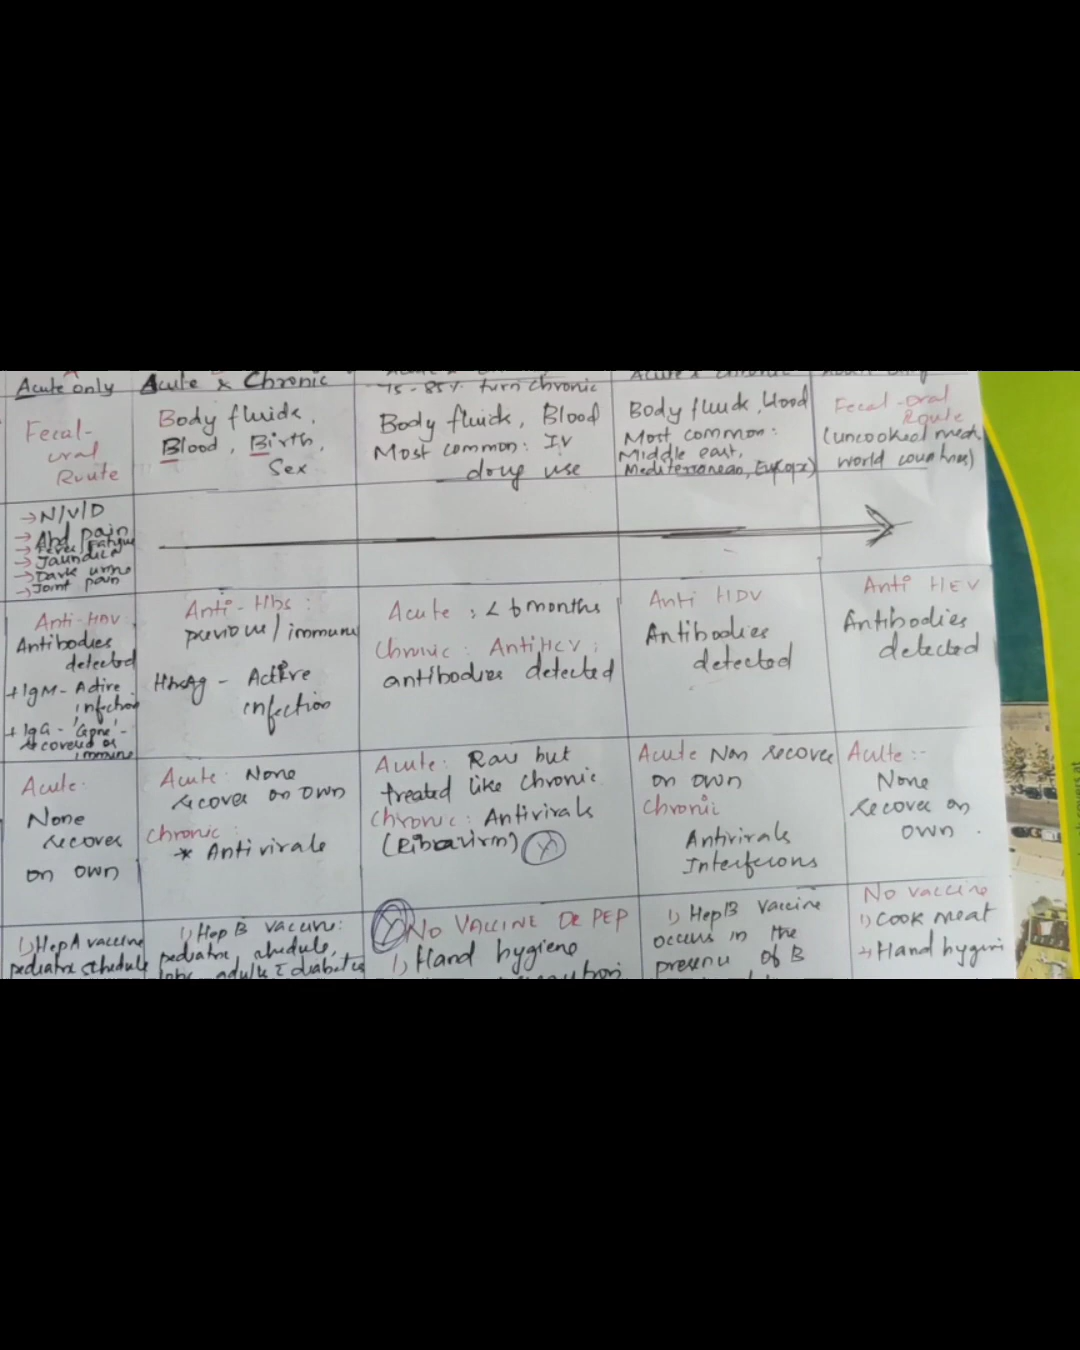 Acute only
Acute & Chronic
75-85% turn chronic
Acute & Chronic
Fecal-
oral
Route
Body fluids,
Blood, Birth,
Sex
Body fluids, Blood
Most common: IV
drug use
Body fluids, blood
Most common:
Middle east,
Mediterranean, Europe)
Fecal-oral
Route
(uncooked meat,
world countries)
→ N/V/D
→ Abd pain
→ Fever/Fatigue
→ Jaundice
→ Dark urine
→ Joint pain
Anti-HAV:
Antibodies
detected
+IgM- Active
infection
+IgG- 'Gone'-
recovered or
immune
Anti-Hbs:
previous/immune
HbsAg - Active
infection
Acute: < 6 months
Chronic: Anti HCV:
antibodies detected
Anti HDV
Antibodies
detected
Anti HEV
Antibodies
detected
Acute:
None
recover
on own
Acute: None
recover on own
Chronic:
* Antivirals
Acute: Rare but
treated like chronic
Chronic: Antivirals
(Ribavirin)
Acute Non recover
on own
Chronic
Antivirals
Interferons
Acute:-
None
recover on
own.
1) Hep A vaccine
pediatric schedule
1) Hep B vaccine:
pediatric schedule,
adults c̄ diabetics
NO VACCINE OR PEP
1) Hand hygiene
1) Hep B vaccine
occurs in the
presence of B
No vaccine
1) Cook meat
2) Hand hygiene